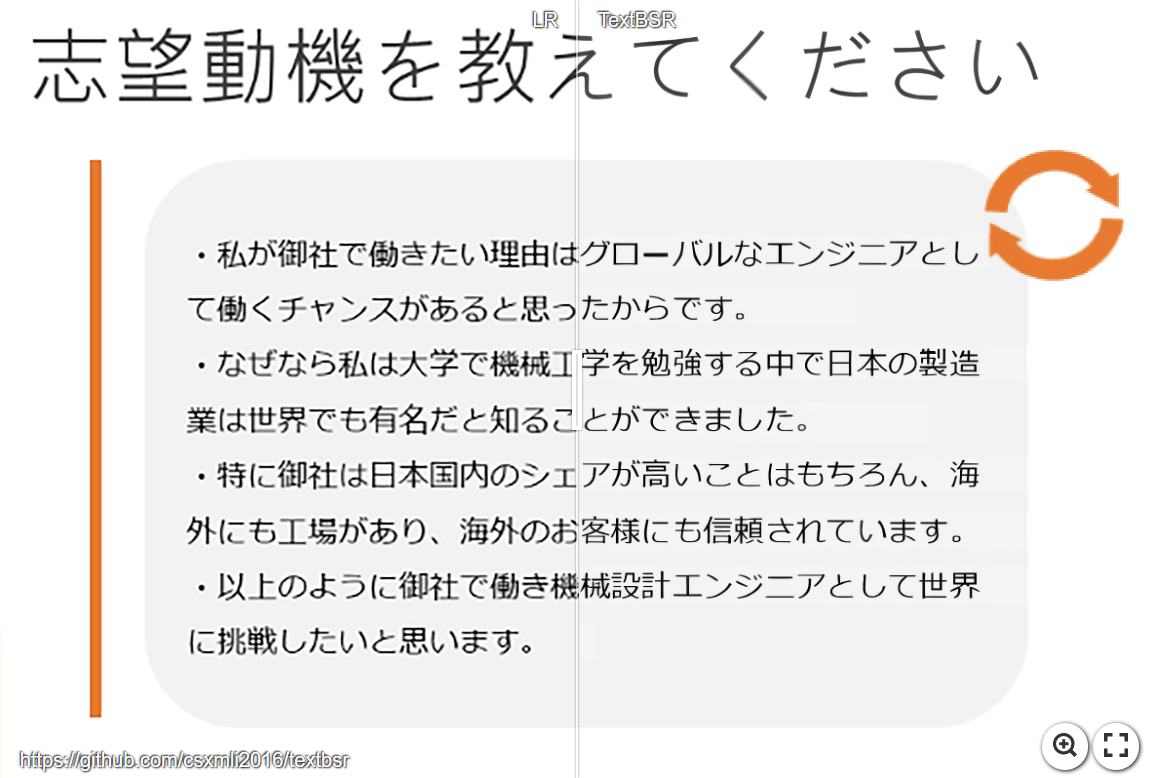 LR TextBSR
志望動機を教えてください
・私が御社で働きたい理由はグローバルなエンジニアとし
て働くチャンスがあると思ったからです。
・なぜなら私は大学で機械工学を勉強する中で日本の製造
業は世界でも有名だと知ることができました。
・特に御社は日本国内のシェアが高いことはもちろん、海
外にも工場があり、海外のお客様にも信頼されています。
・以上のように御社で働き機械設計エンジニアとして世界
に挑戦したいと思います。
https://github.com/csxmli2016/textbsr